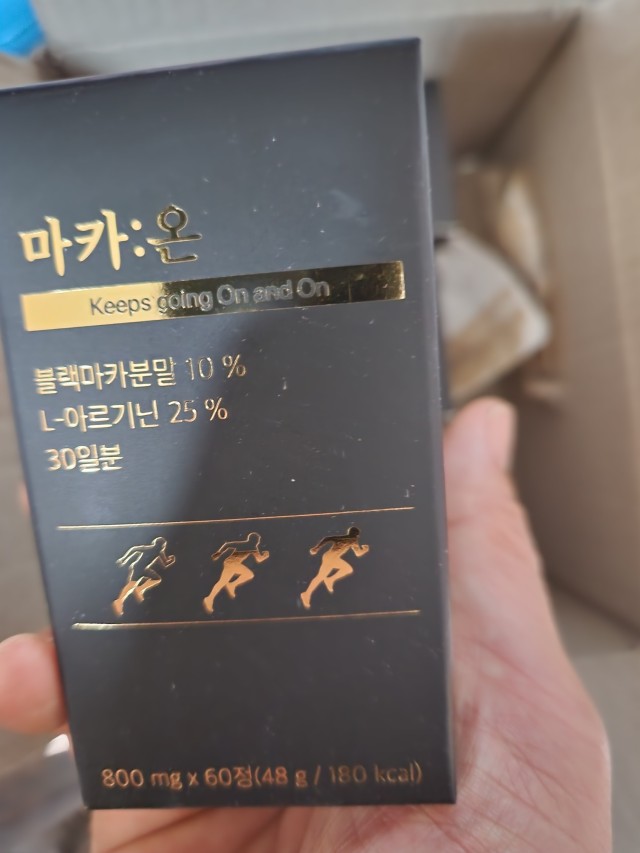 마카:온
Keeps going On and On
블랙마카분말 10 %
L-아르기닌 25 %
30일분
800 mg x 60정(48 g / 180 kcal)